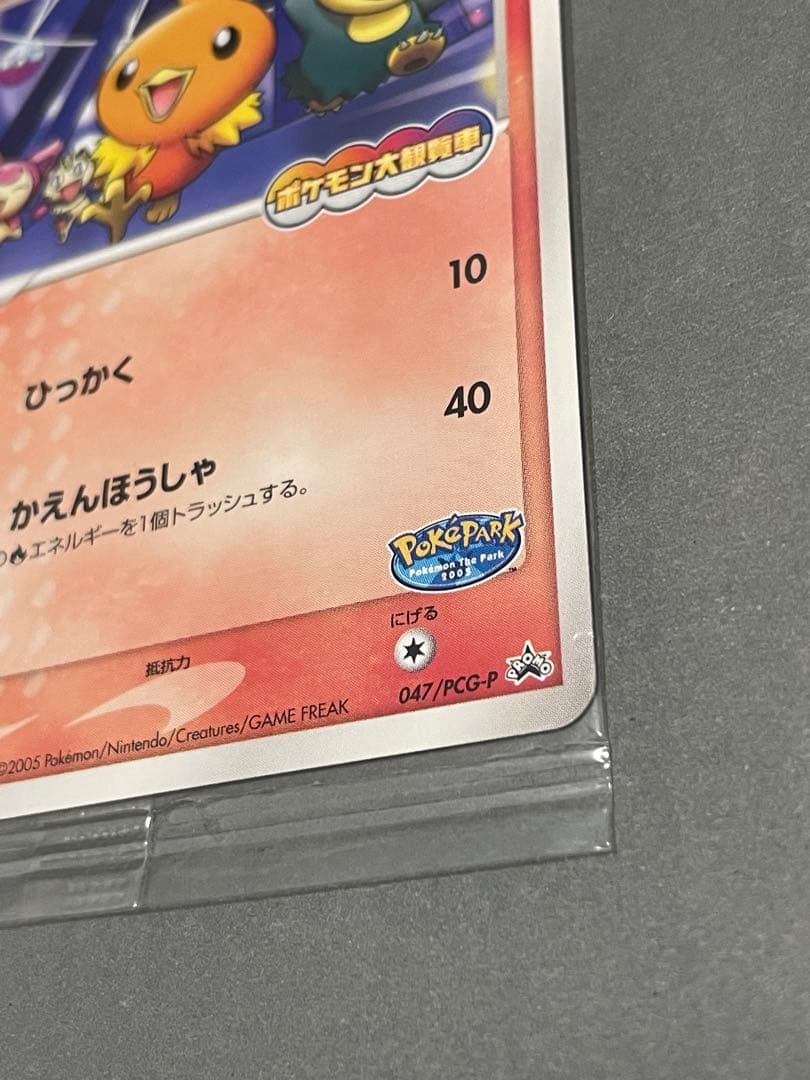 ポケモン大観覧車
10
ひっかく
40
かえんほうしゃ
の🔥エネルギーを1個トラッシュする。
POKéPARK
Pokémon The Park
2005
™
にげる
抵抗力
047/PCG-P
PROMO
©2005 Pokémon/Nintendo/Creatures/GAME FREAK